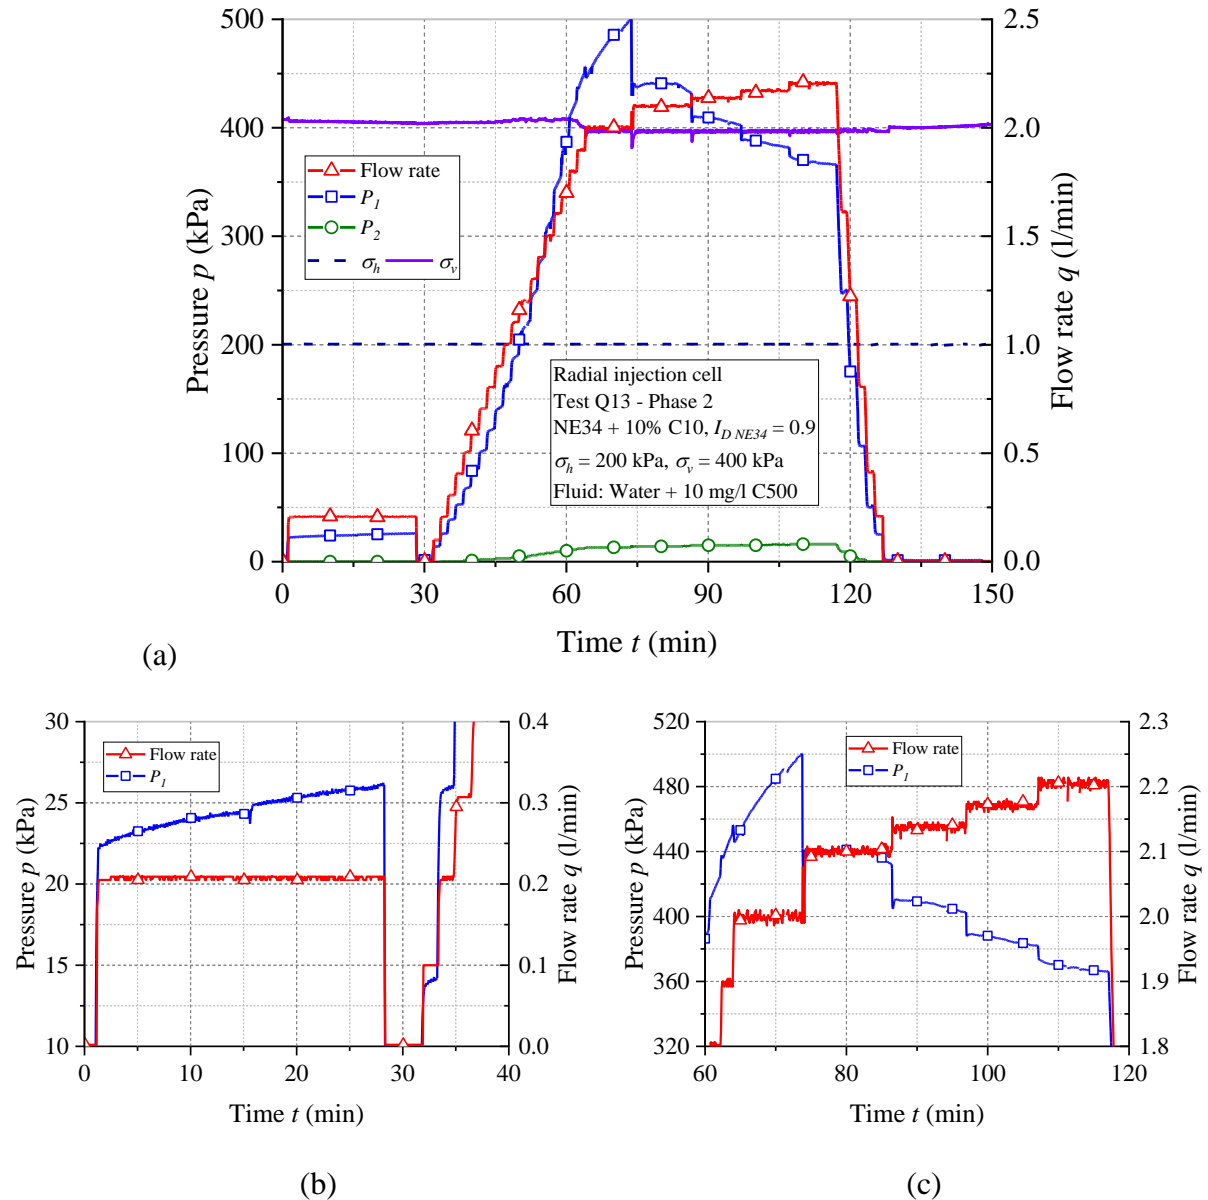 500
400
300
200
100
0
Pressure p (kPa)
2.5
2.0
1.5
1.0
0.5
0.0
Flow rate q (l/min)
Flow rate
P1
P2
σh σv
Radial injection cell
Test Q13 - Phase 2
NE34 + 10% C10, ID NE34 = 0.9
σh = 200 kPa, σv = 400 kPa
Fluid: Water + 10 mg/l C500
0 30 60 90 120 150
Time t (min)
(a)
30
25
20
15
10
Pressure p (kPa)
Flow rate
P1
0.4
0.3
0.2
0.1
0.0
Flow rate q (l/min)
0 10 20 30 40
Time t (min)
(b)
520
480
440
400
360
320
Pressure p (kPa)
Flow rate
P1
2.3
2.2
2.1
2.0
1.9
1.8
Flow rate q (l/min)
60 80 100 120
Time t (min)
(c)